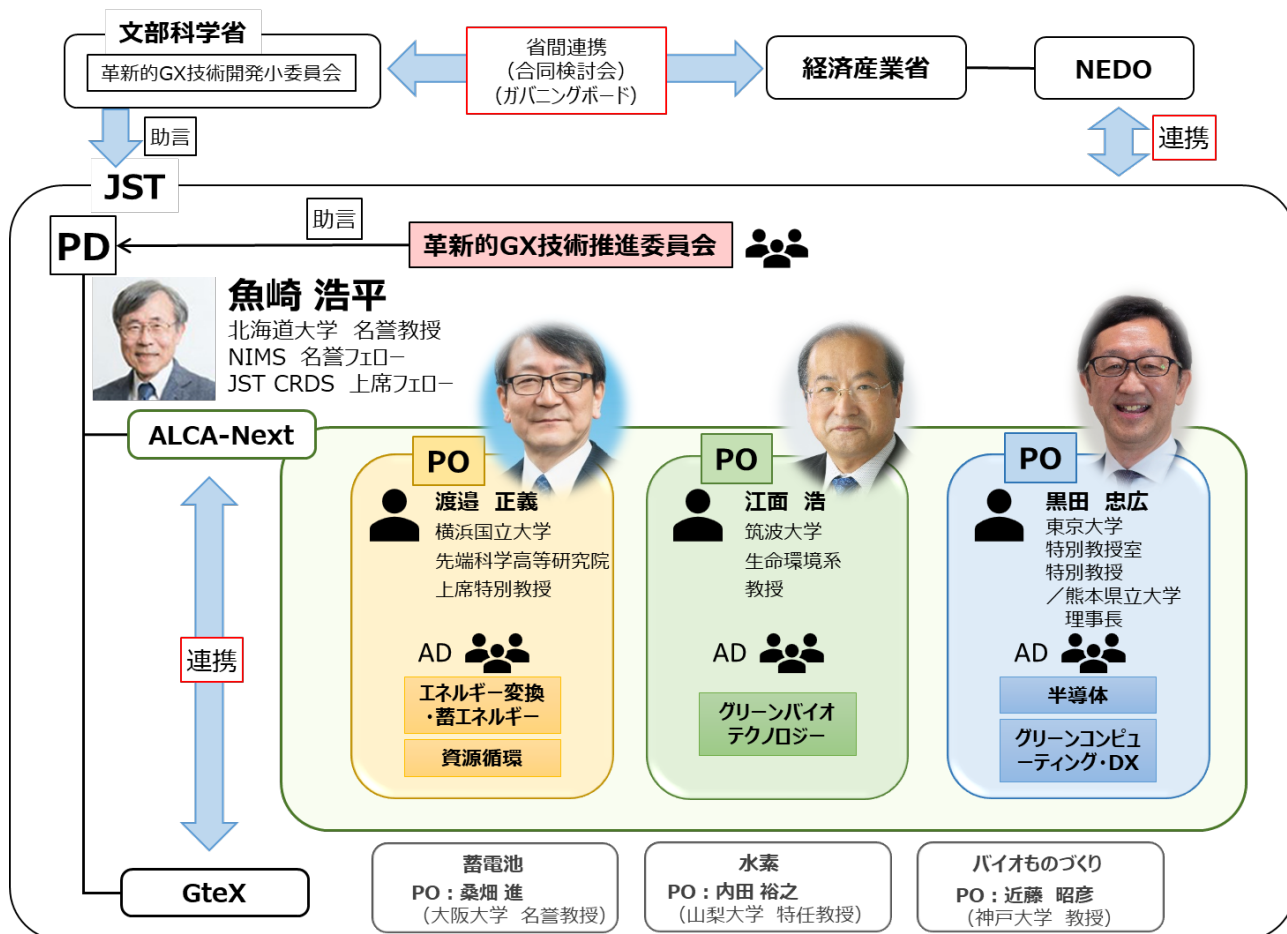 文部科学省
革新的GX技術開発小委員会
省間連携
（合同検討会）
（ガバニングボード）
経済産業省
NEDO
助言
連携
JST
PD
助言
革新的GX技術推進委員会
魚崎 浩平
北海道大学 名誉教授
NIMS 名誉フェロー
JST CRDS 上席フェロー
ALCA-Next
PO
渡邉 正義
横浜国立大学
先端科学高等研究院
上席特別教授
AD
エネルギー変換
・蓄エネルギー
資源循環
PO
江面 浩
筑波大学
生命環境系
教授
AD
グリーンバイオ
テクノロジー
PO
黒田 忠広
東京大学
特別教授室
特別教授
／熊本県立大学
理事長
AD
半導体
グリーンコンピュ
ーティング・DX
連携
GteX
蓄電池
PO：桑畑 進
（大阪大学 名誉教授）
水素
PO：内田 裕之
（山梨大学 特任教授）
バイオものづくり
PO：近藤 昭彦
（神戸大学 教授）